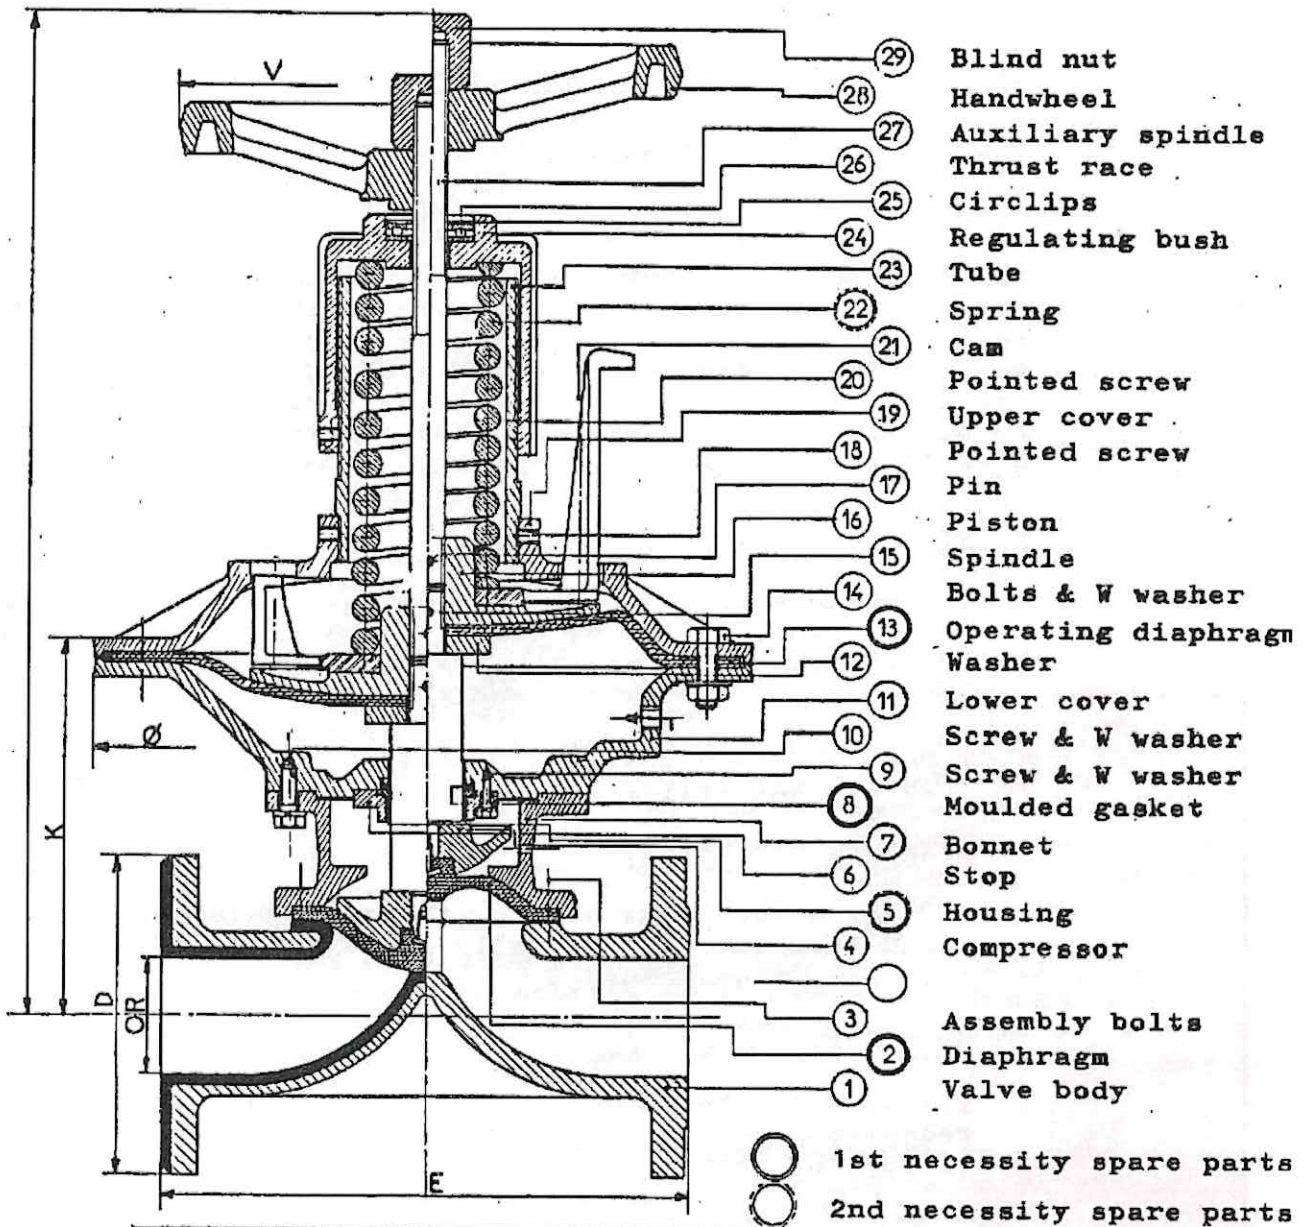 V
29 Blind nut
28 Handwheel
27 Auxiliary spindle
26 Thrust race
25 Circlips
24 Regulating bush
23 Tube
22 Spring
21 Cam
20 Pointed screw
19 Upper cover
18 Pointed screw
17 Pin
16 Piston
15 Spindle
14 Bolts & W washer
13 Operating diaphragm
12 Washer
11 Lower cover
10 Screw & W washer
9 Screw & W washer
8 Moulded gasket
7 Bonnet
6 Stop
5 Housing
4 Compressor
3 Assembly bolts
2 Diaphragm
1 Valve body
Ø
K
D
OR
E
1st necessity spare parts
2nd necessity spare parts